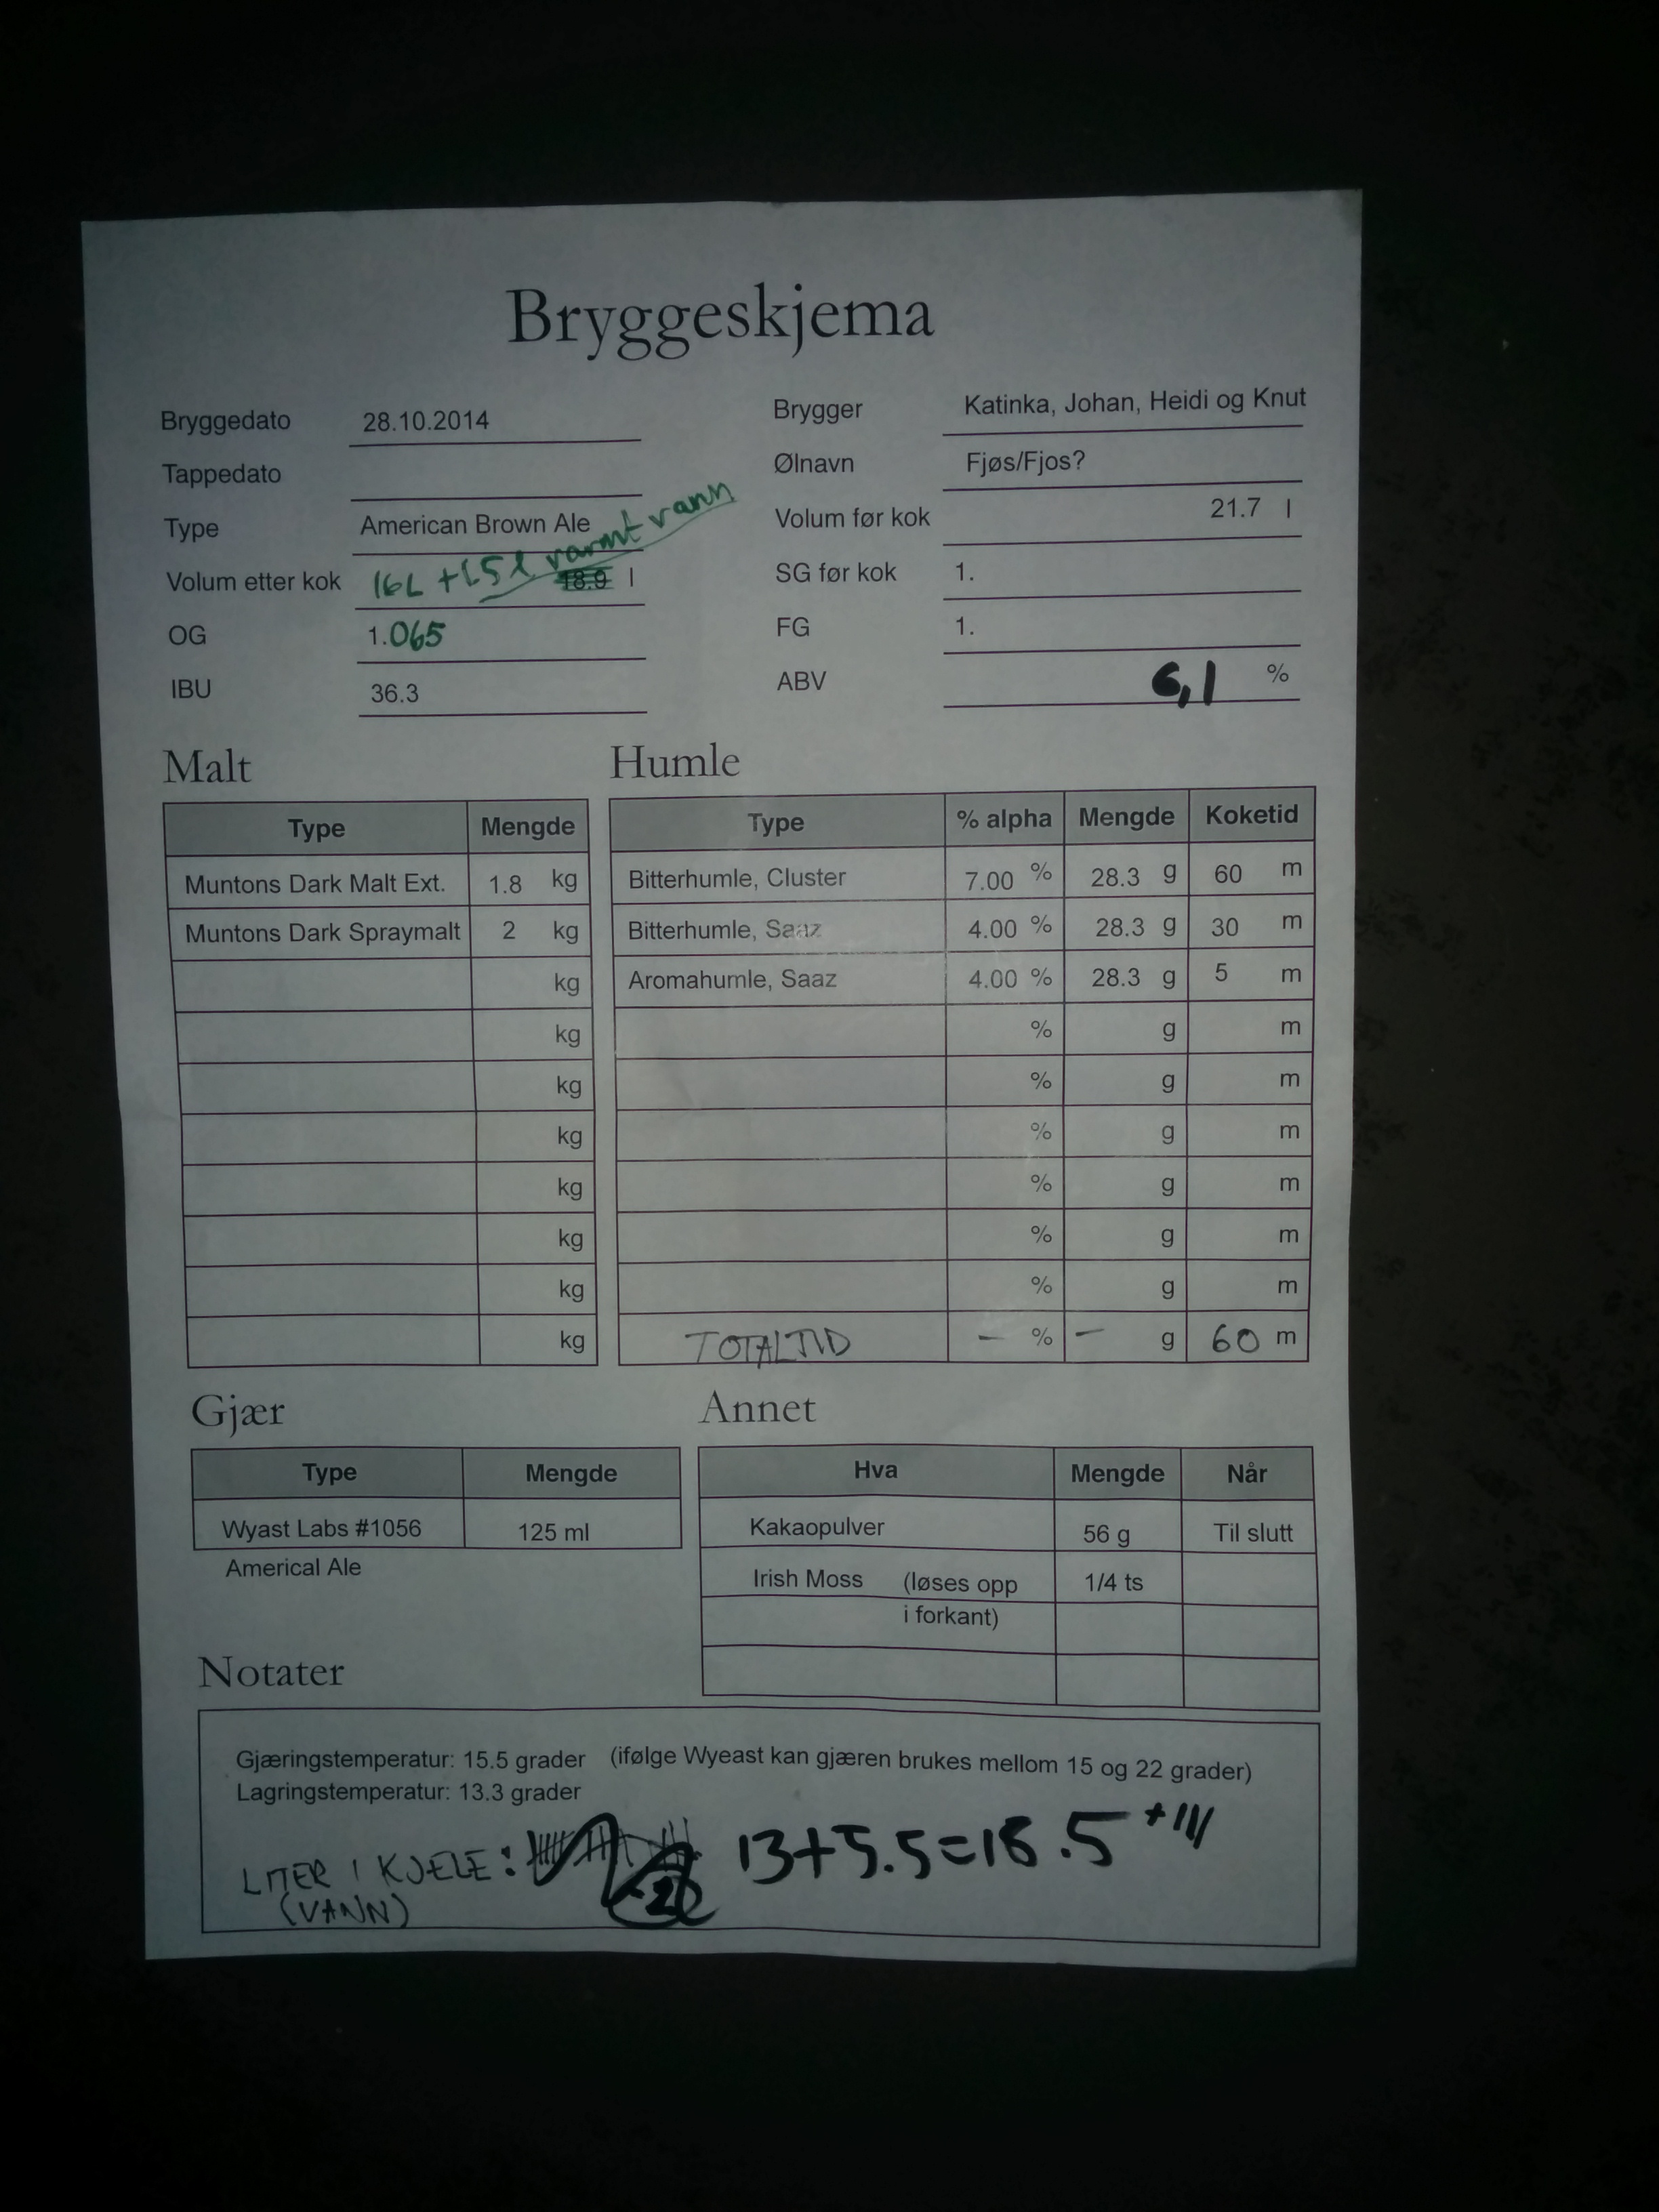 Bryggeskjema
Bryggedato 28.10.2014 Brygger Katinka, Johan, Heidi og Knut
Tappedato Ølnavn Fjøs/Fjos?
Type American Brown Ale Volum før kok 21.7 l
Volum etter kok 16L + 1.5 l varmt vann 18.9 l SG før kok 1.
OG 1.065 FG 1.
IBU 36.3 ABV 6,1 %
Malt Humle
Type Mengde Type % alpha Mengde Koketid
Muntons Dark Malt Ext. 1.8 kg Bitterhumle, Cluster 7.00 % 28.3 g 60 m
Muntons Dark Spraymalt 2 kg Bitterhumle, Saaz 4.00 % 28.3 g 30 m
kg Aromahumle, Saaz 4.00 % 28.3 g 5 m
kg % g m
kg % g m
kg % g m
kg % g m
kg % g m
kg % g m
kg TOTALTID - % - g 60 m
Gjær Annet
Type Mengde Hva Mengde Når
Wyast Labs #1056 125 ml Kakaopulver 56 g Til slutt
Americal Ale Irish Moss (løses opp 1/4 ts
i forkant)
Notater
Gjæringstemperatur: 15.5 grader (ifølge Wyeast kan gjæren brukes mellom 15 og 22 grader)
Lagringstemperatur: 13.3 grader
LITER I KJELE: 13+5.5=18.5 +
(VANN)